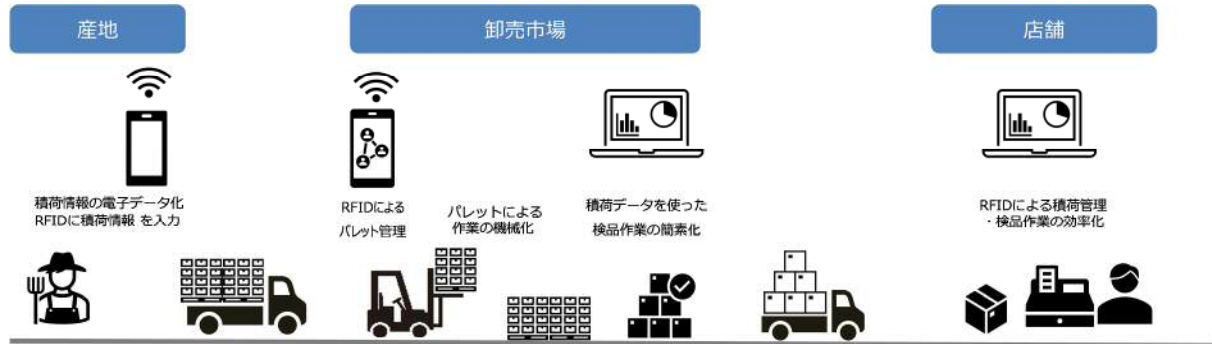 産地
卸売市場
店舗
積荷情報の電子データ化
RFIDに積荷情報 を入力
RFIDによる
パレット管理
パレットによる
作業の機械化
積荷データを使った
検品作業の簡素化
RFIDによる積荷管理
・検品作業の効率化